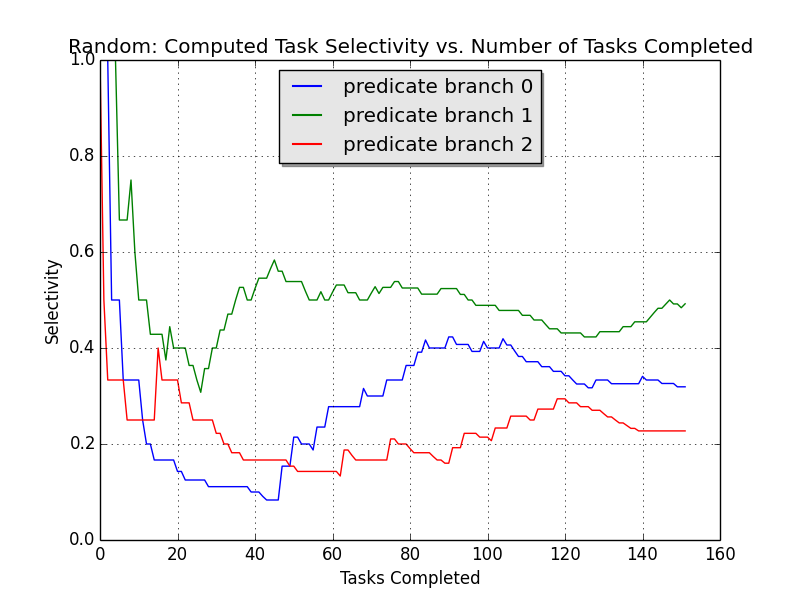 Random: Computed Task Selectivity vs. Number of Tasks Completed
predicate branch 0
predicate branch 1
predicate branch 2
Selectivity
1.0
0.8
0.6
0.4
0.2
0.0
0 20 40 60 80 100 120 140 160
Tasks Completed